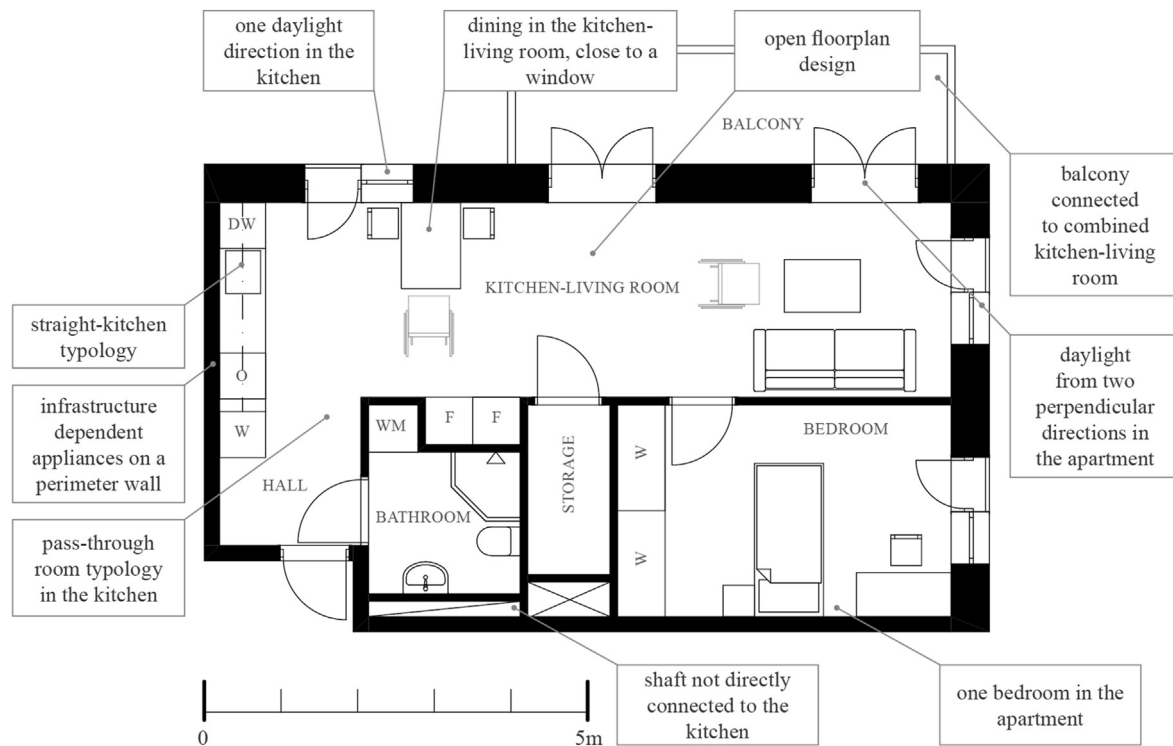 one daylight
direction in the
kitchen
dining in the kitchen-
living room, close to a
window
open floorplan
design
BALCONY
balcony
connected
to combined
kitchen-living
room
DW
KITCHEN-LIVING ROOM
straight-kitchen
typology
O
daylight
from two
perpendicular
directions in
the apartment
infrastructure
dependent
appliances on a
perimeter wall
W
WM
F
F
BEDROOM
W
HALL
STORAGE
BATHROOM
pass-through
room typology
in the kitchen
W
shaft not directly
connected to the
kitchen
one bedroom in the
apartment
0
5m